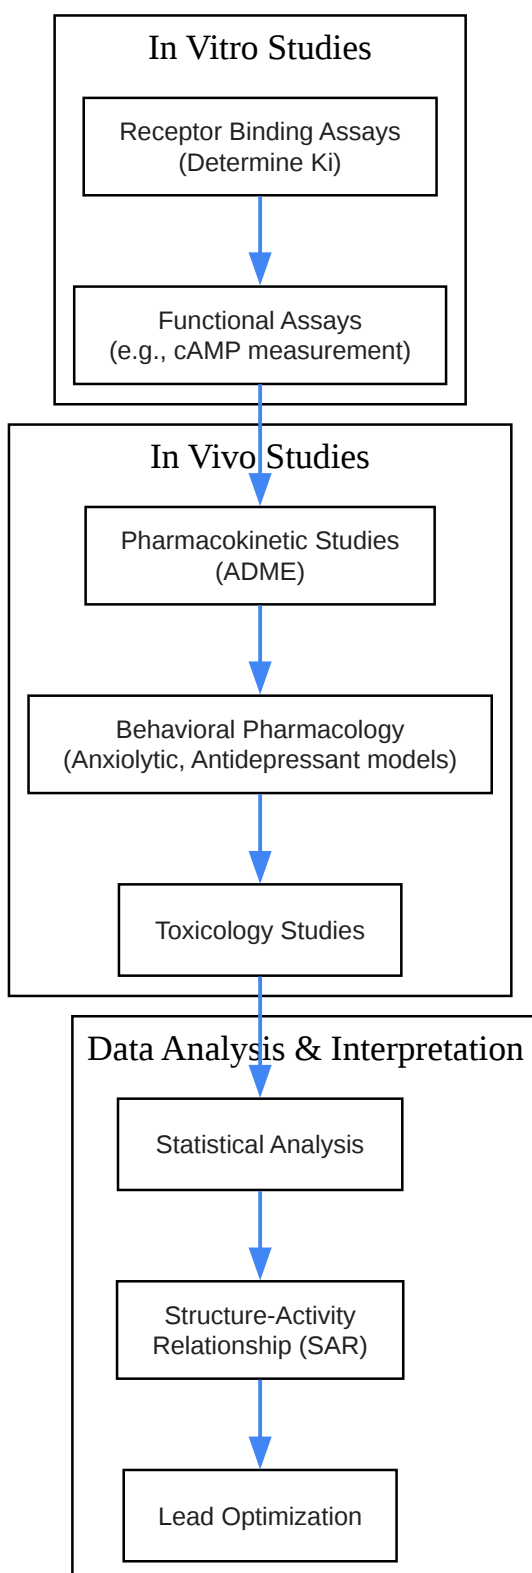 In Vitro Studies
Receptor Binding Assays
(Determine Ki)
Functional Assays
(e.g., cAMP measurement)
In Vivo Studies
Pharmacokinetic Studies
(ADME)
Behavioral Pharmacology
(Anxiolytic, Antidepressant models)
Toxicology Studies
Data Analysis & Interpretation
Statistical Analysis
Structure-Activity
Relationship (SAR)
Lead Optimization